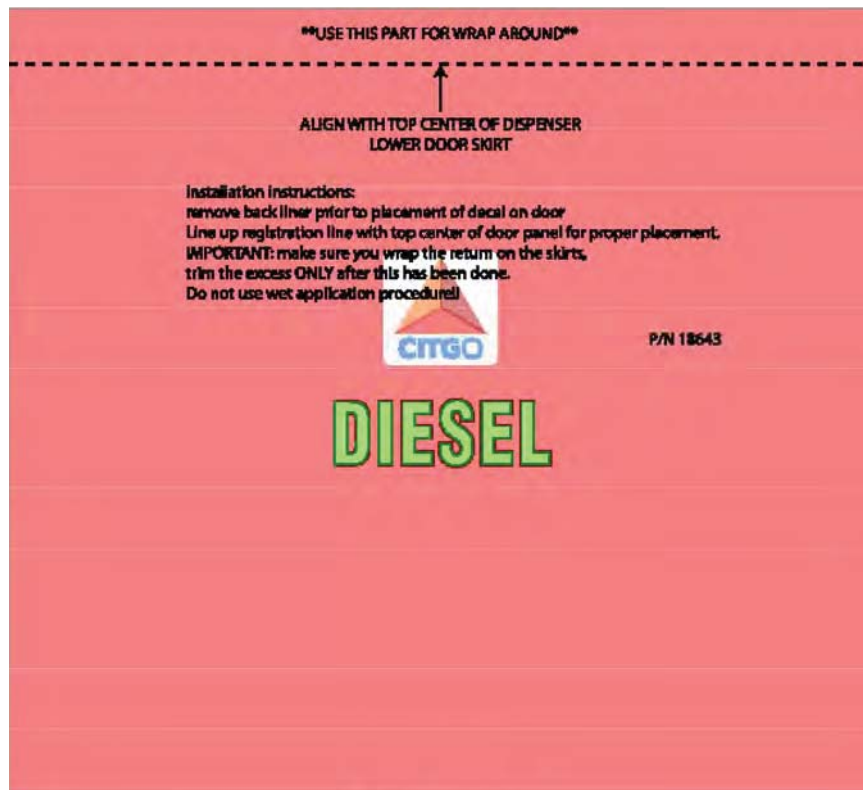 **USE THIS PART FOR WRAP AROUND**
ALIGN WITH TOP CENTER OF DISPENSER
LOWER DOOR SKIRT
Installation Instructions:
remove back liner prior to placement of decal on door
Line up registration line with top center of door panel for proper placement.
IMPORTANT: make sure you wrap the return on the skirts,
trim the excess ONLY after this has been done.
Do not use wet application procedure!!
CITGO
P/N 18643
DIESEL